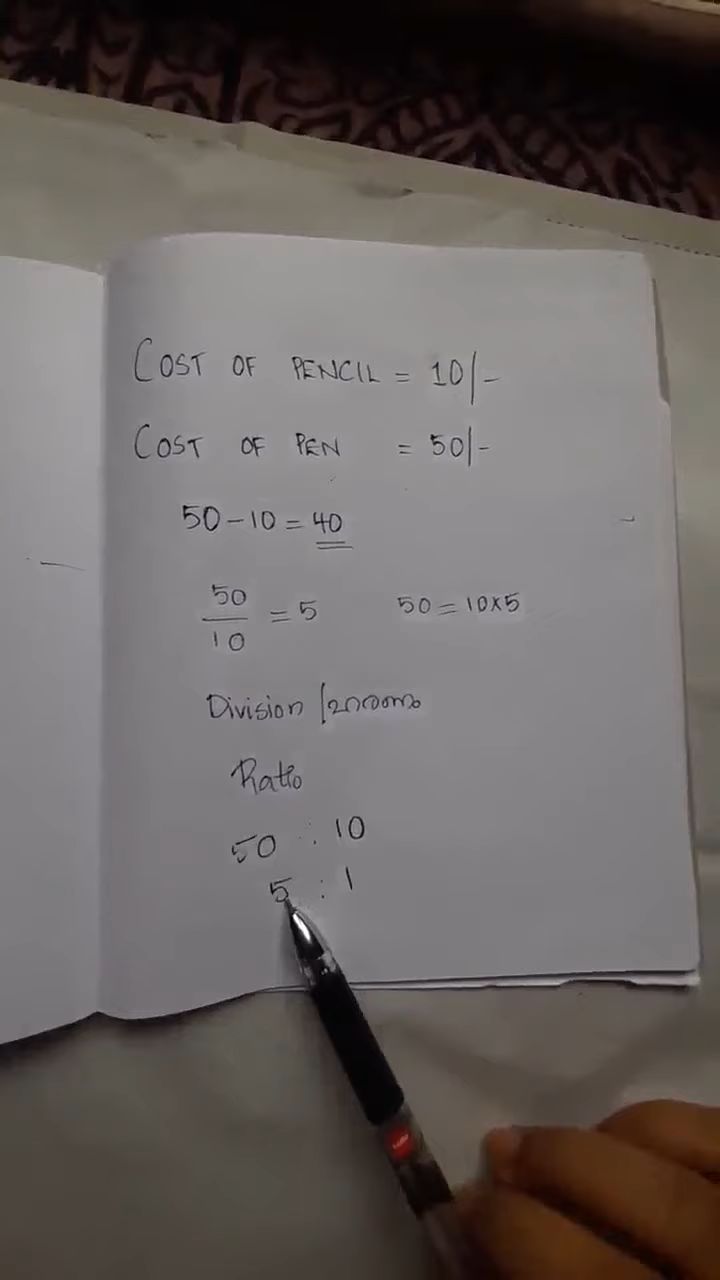 COST OF PENCIL = 10/-
COST OF PEN = 50/-
50-10 = 40
50/10 = 5 50 = 10x5
Division / ഹരണം
Ratio
50 : 10
5 : 1